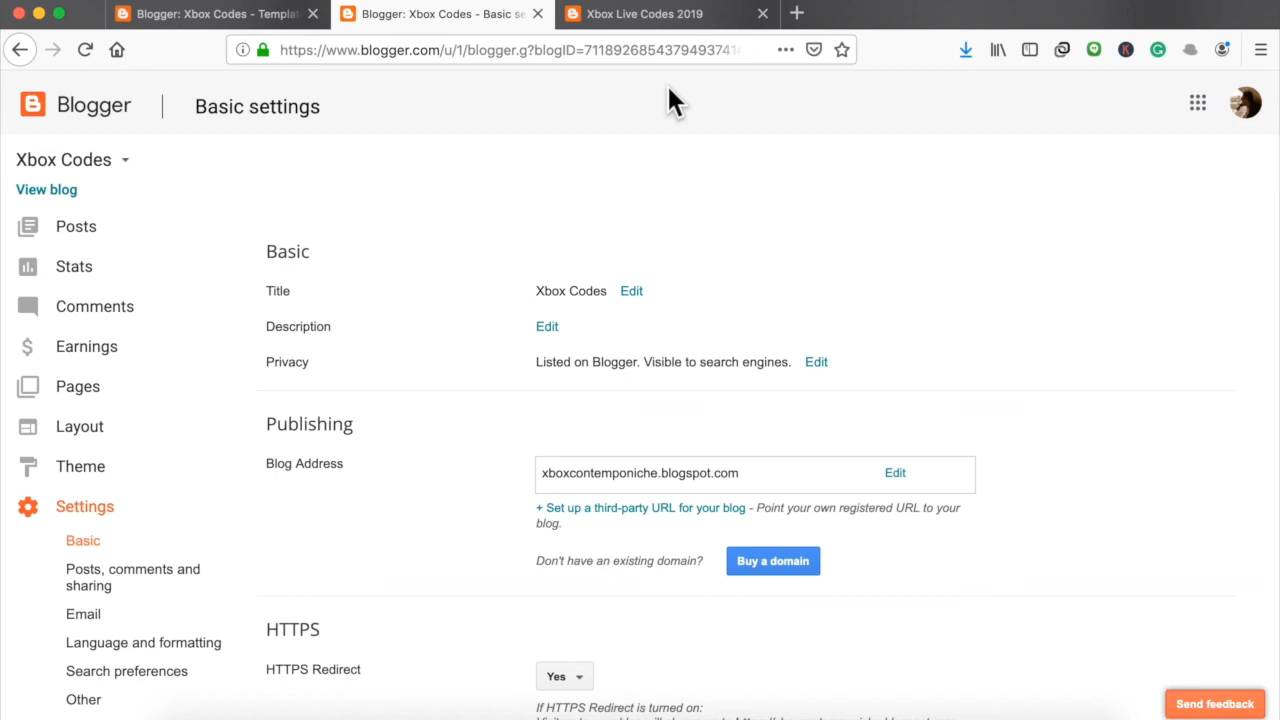 Blogger: Xbox Codes - Templat
Blogger: Xbox Codes - Basic se
Xbox Live Codes 2019
https://www.blogger.com/u/1/blogger.g?blogID=71189268543794937418
Blogger
Basic settings
Xbox Codes
View blog
Posts
Stats
Comments
Earnings
Pages
Layout
Theme
Settings
Basic
Posts, comments and
sharing
Email
Language and formatting
Search preferences
Other
Basic
Title
Xbox Codes Edit
Description
Edit
Privacy
Listed on Blogger. Visible to search engines. Edit
Publishing
Blog Address
xboxcontemponiche.blogspot.com Edit
+ Set up a third-party URL for your blog - Point your own registered URL to your
blog.
Don't have an existing domain? Buy a domain
HTTPS
HTTPS Redirect
Yes
If HTTPS Redirect is turned on:
Send feedback